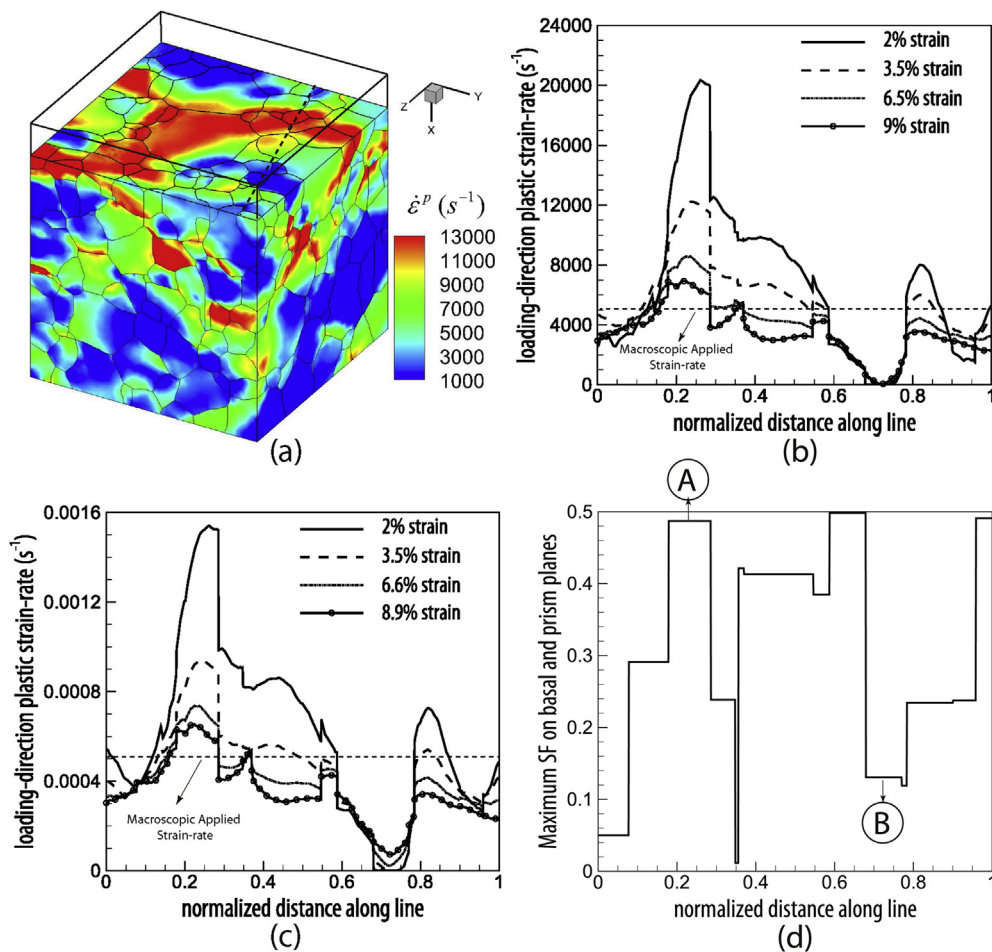 Z
Y
X
ε̇ᵖ (s⁻¹)
13000
11000
9000
7000
5000
3000
1000
(a)
loading-direction plastic strain-rate (s⁻¹)
24000
20000
16000
12000
8000
4000
0
2% strain
3.5% strain
6.5% strain
9% strain
Macroscopic Applied
Strain-rate
0 0.2 0.4 0.6 0.8 1
normalized distance along line
(b)
loading-direction plastic strain-rate (s⁻¹)
0.0016
0.0012
0.0008
0.0004
0
2% strain
3.5% strain
6.6% strain
8.9% strain
Macroscopic Applied
Strain-rate
0 0.2 0.4 0.6 0.8 1
normalized distance along line
(c)
Maximum SF on basal and prism planes
0.5
0.4
0.3
0.2
0.1
0
A
B
0 0.2 0.4 0.6 0.8 1
normalized distance along line
(d)